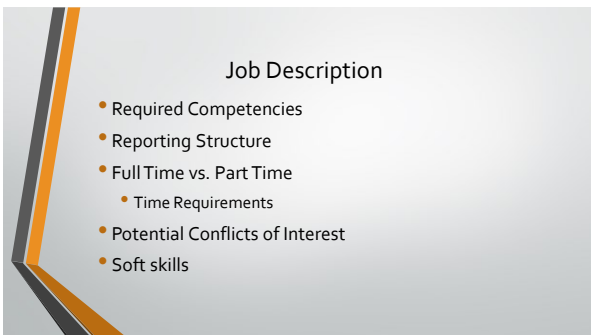 Job Description
• Required Competencies
• Reporting Structure
• Full Time vs. Part Time
• Time Requirements
• Potential Conflicts of Interest
• Soft skills